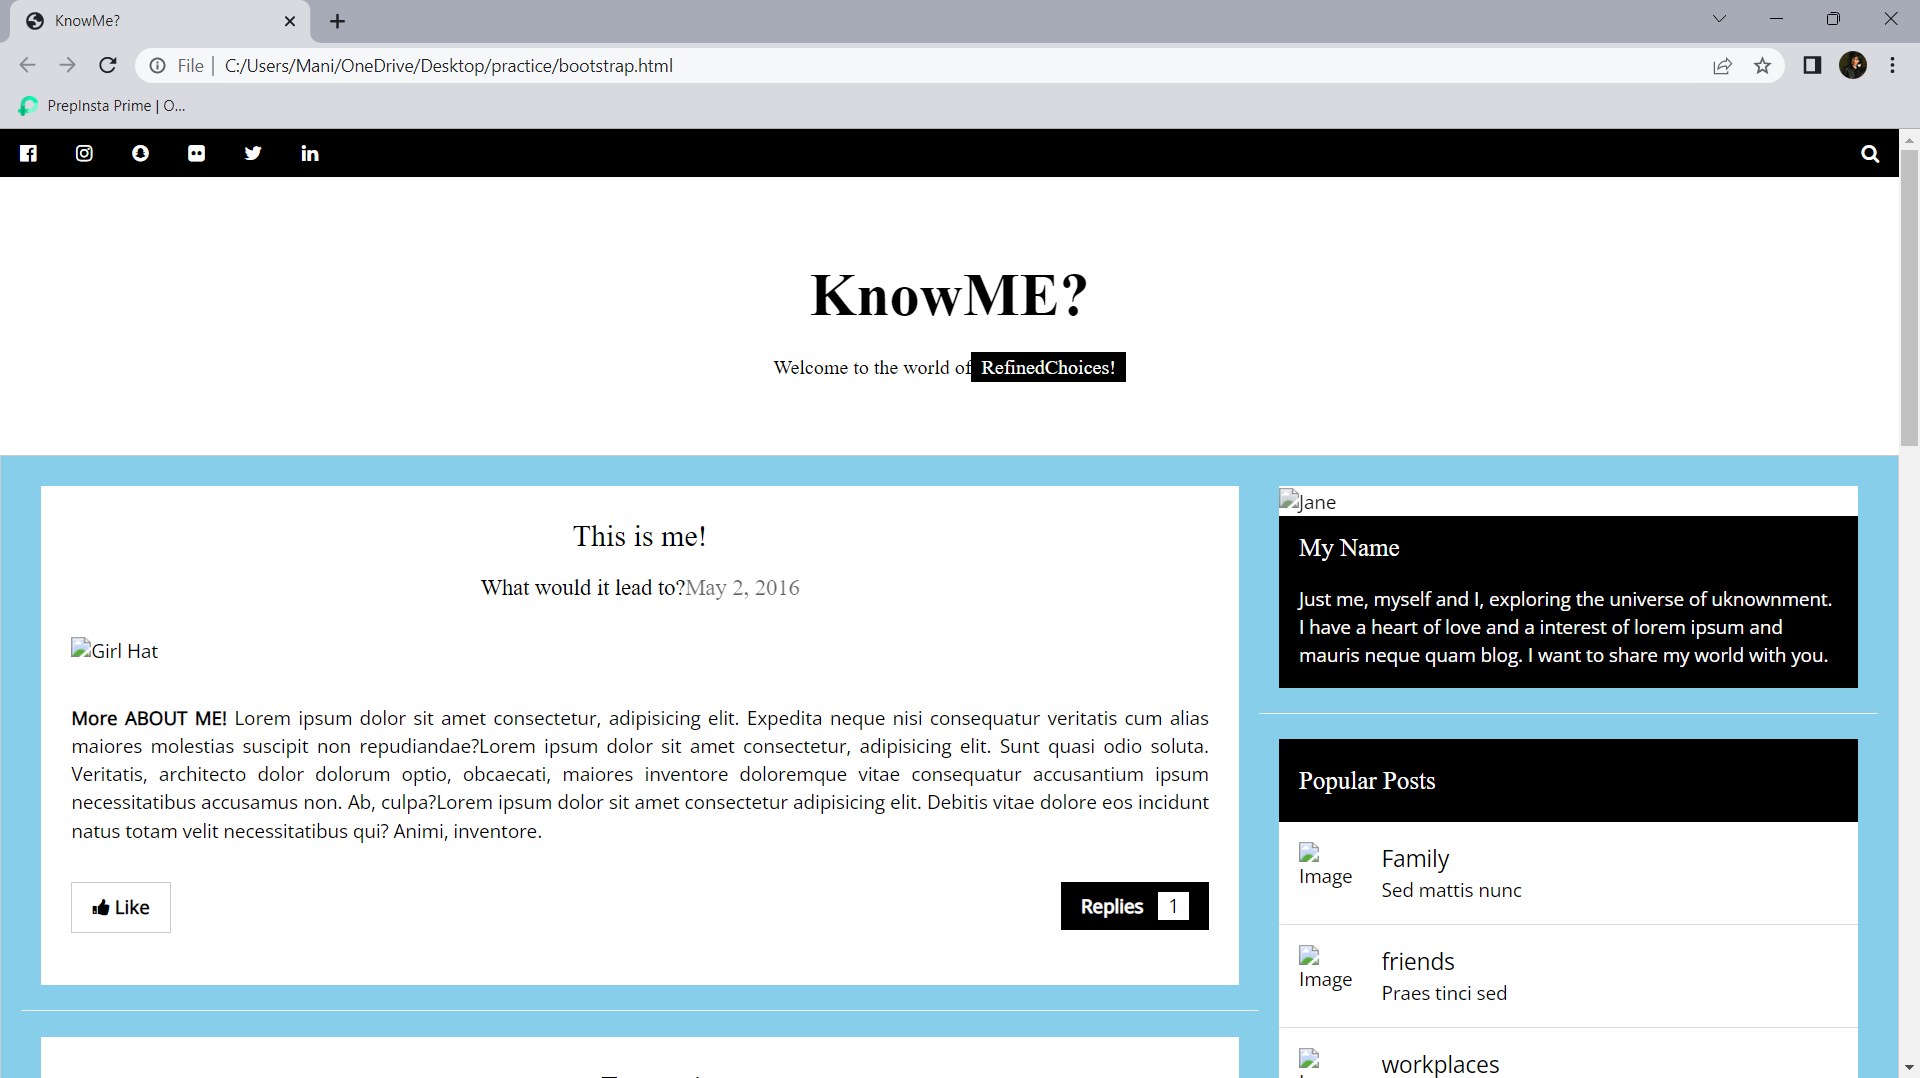 KnowMe?
File
C:/Users/Mani/OneDrive/Desktop/practice/bootstrap.html
PrepInsta Prime | O...
KnowME?
Welcome to the world of RefinedChoices!
This is me!
What would it lead to?May 2, 2016
Girl Hat
More ABOUT ME! Lorem ipsum dolor sit amet consectetur, adipisicing elit. Expedita neque nisi consequatur veritatis cum alias
maiores molestias suscipit non repudiandae?Lorem ipsum dolor sit amet consectetur, adipisicing elit. Sunt quasi odio soluta.
Veritatis, architecto dolor dolorum optio, obcaecati, maiores inventore doloremque vitae consequatur accusantium ipsum
necessitatibus accusamus non. Ab, culpa?Lorem ipsum dolor sit amet consectetur adipisicing elit. Debitis vitae dolore eos incidunt
natus totam velit necessitatibus qui? Animi, inventore.
Like
Replies 1
Jane
My Name
Just me, myself and I, exploring the universe of uknownment.
I have a heart of love and a interest of lorem ipsum and
mauris neque quam blog. I want to share my world with you.
Popular Posts
Image
Family
Sed mattis nunc
Image
friends
Praes tinci sed
workplaces